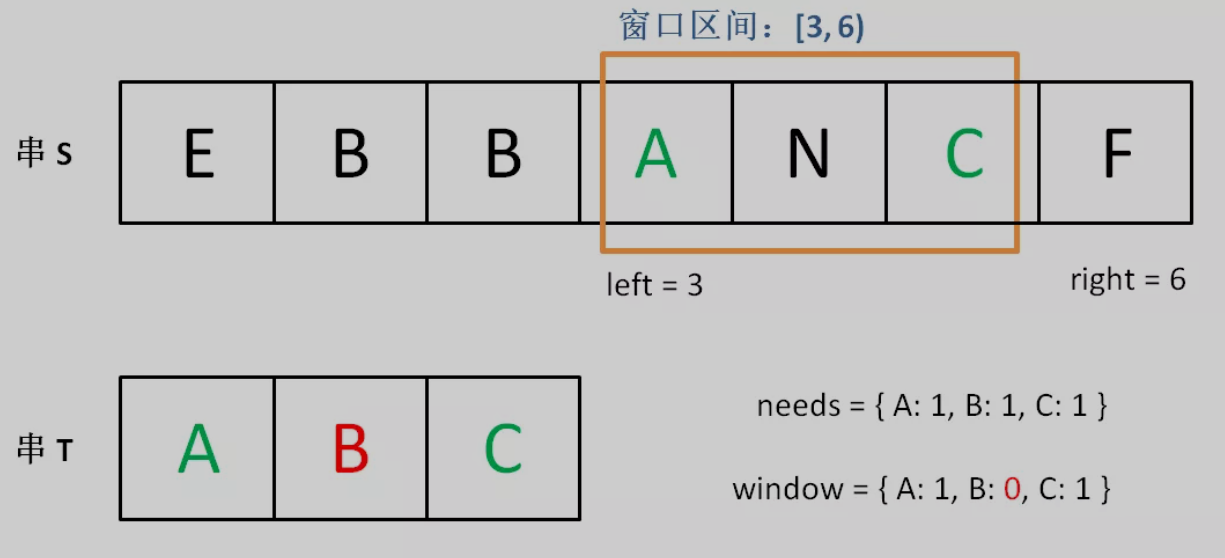 窗口区间：[3, 6)
串 S E B B A N C F
left = 3 right = 6
串 T A B C
needs = { A: 1, B: 1, C: 1 }
window = { A: 1, B: 0, C: 1 }